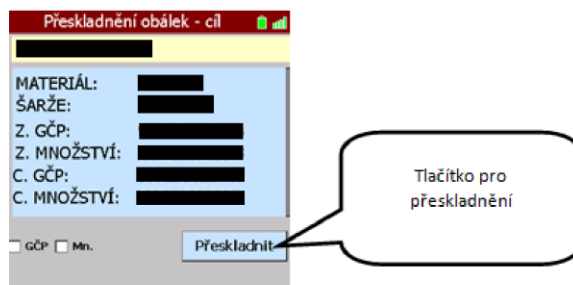 Přeskladnění obálek - cíl
MATERIÁL:
ŠARŽE:
Z. GČP:
Z. MNOŽSTVÍ:
C. GČP:
C. MNOŽSTVÍ:
GČP Mn. Přeskladnit
Tlačítko pro
přeskladnění